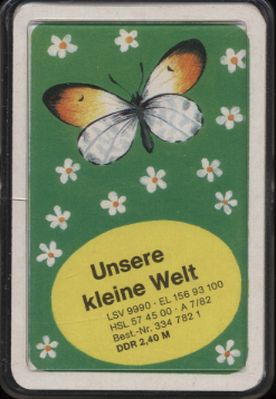 Unsere
kleine Welt
LSV 9990 · EL 156 93 100
HSL 57 45 00 · A 7/82
Best.-Nr. 334 782 1
DDR 2,40 M